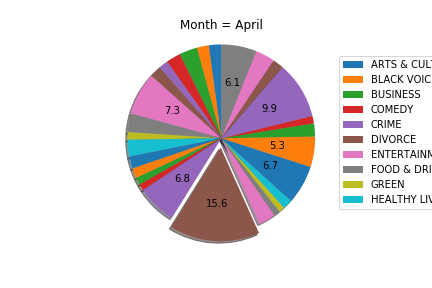 Month = April
6.1
7.3
9.9
5.3
6.7
6.8
15.6
ARTS & CULT
BLACK VOIC
BUSINESS
COMEDY
CRIME
DIVORCE
ENTERTAINM
FOOD & DRI
GREEN
HEALTHY LIV